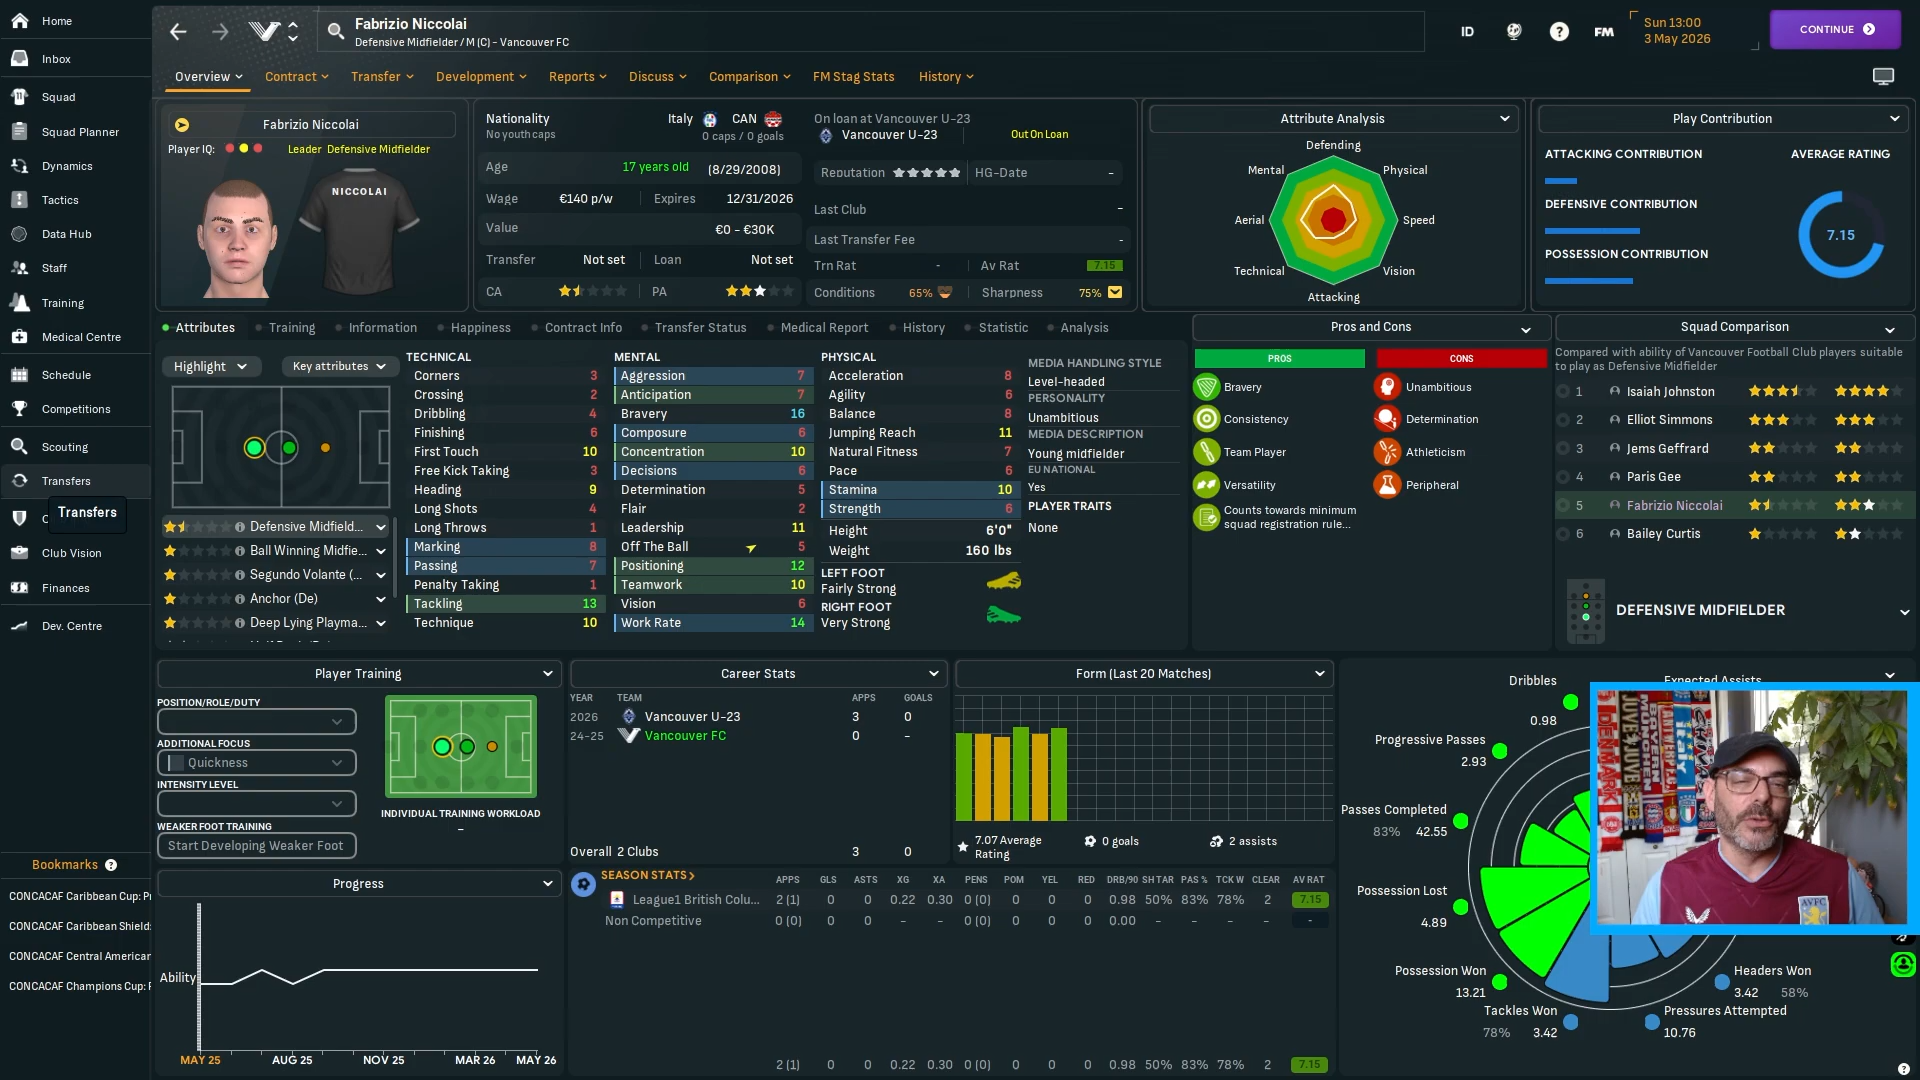 Home
Inbox
Squad
Squad Planner
Dynamics
Tactics
Data Hub
Staff
Training
Medical Centre
Schedule
Competitions
Scouting
Transfers
Transfers
Club Vision
Finances
Dev. Centre
Bookmarks ?
CONCACAF Caribbean Cup: Pr
CONCACAF Caribbean Shield:
CONCACAF Central American
CONCACAF Champions Cup: F
Fabrizio Niccolai
Defensive Midfielder / M (C) - Vancouver FC
ID
?
FM
Sun 13:00
3 May 2026
CONTINUE
Overview
Contract
Transfer
Development
Reports
Discuss
Comparison
FM Stag Stats
History
Fabrizio Niccolai
Player IQ:
Leader Defensive Midfielder
NICCOLAI
Nationality
No youth caps
Italy CAN
0 caps / 0 goals
Age 17 years old (8/29/2008)
Wage €140 p/w Expires 12/31/2026
Value €0 - €30K
Transfer Not set Loan Not set
CA PA
On loan at Vancouver U-23
Vancouver U-23 Out On Loan
Reputation HG-Date -
Last Club -
Last Transfer Fee -
Trn Rat - Av Rat 7.15
Conditions 65% Sharpness 75%
Attribute Analysis
Defending
Mental Physical
Aerial Speed
Technical Vision
Attacking
Play Contribution
ATTACKING CONTRIBUTION
DEFENSIVE CONTRIBUTION
POSSESSION CONTRIBUTION
AVERAGE RATING
7.15
Attributes
Training
Information
Happiness
Contract Info
Transfer Status
Medical Report
History
Statistic
Analysis
Highlight
Key attributes
Defensive Midfield...
Ball Winning Midfie...
Segundo Volante (...
Anchor (De)
Deep Lying Playma...
TECHNICAL
Corners 3
Crossing 2
Dribbling 4
Finishing 6
First Touch 10
Free Kick Taking 3
Heading 9
Long Shots 4
Long Throws 1
Marking 8
Passing 7
Penalty Taking 1
Tackling 13
Technique 10
MENTAL
Aggression 7
Anticipation 7
Bravery 16
Composure 6
Concentration 10
Decisions 6
Determination 5
Flair 2
Leadership 11
Off The Ball 5
Positioning 12
Teamwork 10
Vision 6
Work Rate 14
PHYSICAL
Acceleration 8
Agility 6
Balance 8
Jumping Reach 11
Natural Fitness 7
Pace 6
Stamina 10
Strength 6
Height 6'0"
Weight 160 lbs
LEFT FOOT
Fairly Strong
RIGHT FOOT
Very Strong
MEDIA HANDLING STYLE
Level-headed
PERSONALITY
Unambitious
MEDIA DESCRIPTION
Young midfielder
EU NATIONAL
Yes
PLAYER TRAITS
None
Pros and Cons
PROS
Bravery
Consistency
Team Player
Versatility
Counts towards minimum
squad registration rule...
CONS
Unambitious
Determination
Athleticism
Peripheral
Squad Comparison
Compared with ability of Vancouver Football Club players suitable
to play as Defensive Midfielder
1 Isaiah Johnston
2 Elliot Simmons
3 Jems Geffrard
4 Paris Gee
5 Fabrizio Niccolai
6 Bailey Curtis
DEFENSIVE MIDFIELDER
Player Training
POSITION/ROLE/DUTY
ADDITIONAL FOCUS
Quickness
INTENSITY LEVEL
WEAKER FOOT TRAINING
Start Developing Weaker Foot
INDIVIDUAL TRAINING WORKLOAD
–
Career Stats
YEAR TEAM APPS GOALS
2026 Vancouver U-23 3 0
24-25 Vancouver FC 0 -
Overall 2 Clubs 3 0
Form (Last 20 Matches)
7.07 Average
Rating
0 goals
2 assists
Progress
Ability
MAY 25 AUG 25 NOV 25 MAR 26 MAY 26
SEASON STATS APPS GLS ASTS XG XA PENS POM YEL RED DRB/90 SH TAR PAS % TCK W CLEAR AV RAT
League1 British Colu... 2 (1) 0 0 0.22 0.30 0 (0) 0 0 0 0.98 50% 83% 78% 2 7.15
Non Competitive 0 (0) 0 0 - - 0 (0) 0 0 0 0.00 - - - - -
2 (1) 0 0 0.22 0.30 0 (0) 0 0 0 0.98 50% 83% 78% 2 7.15
Dribbles
0.98
Expected Assists
Progressive Passes
2.93
Passes Completed
83% 42.55
Possession Lost
4.89
Possession Won
13.21
Tackles Won
78% 3.42
Headers Won
3.42 58%
Pressures Attempted
10.76
DENMARK
JUVE
BAYERN
MÜNCHEN
AVFC
?